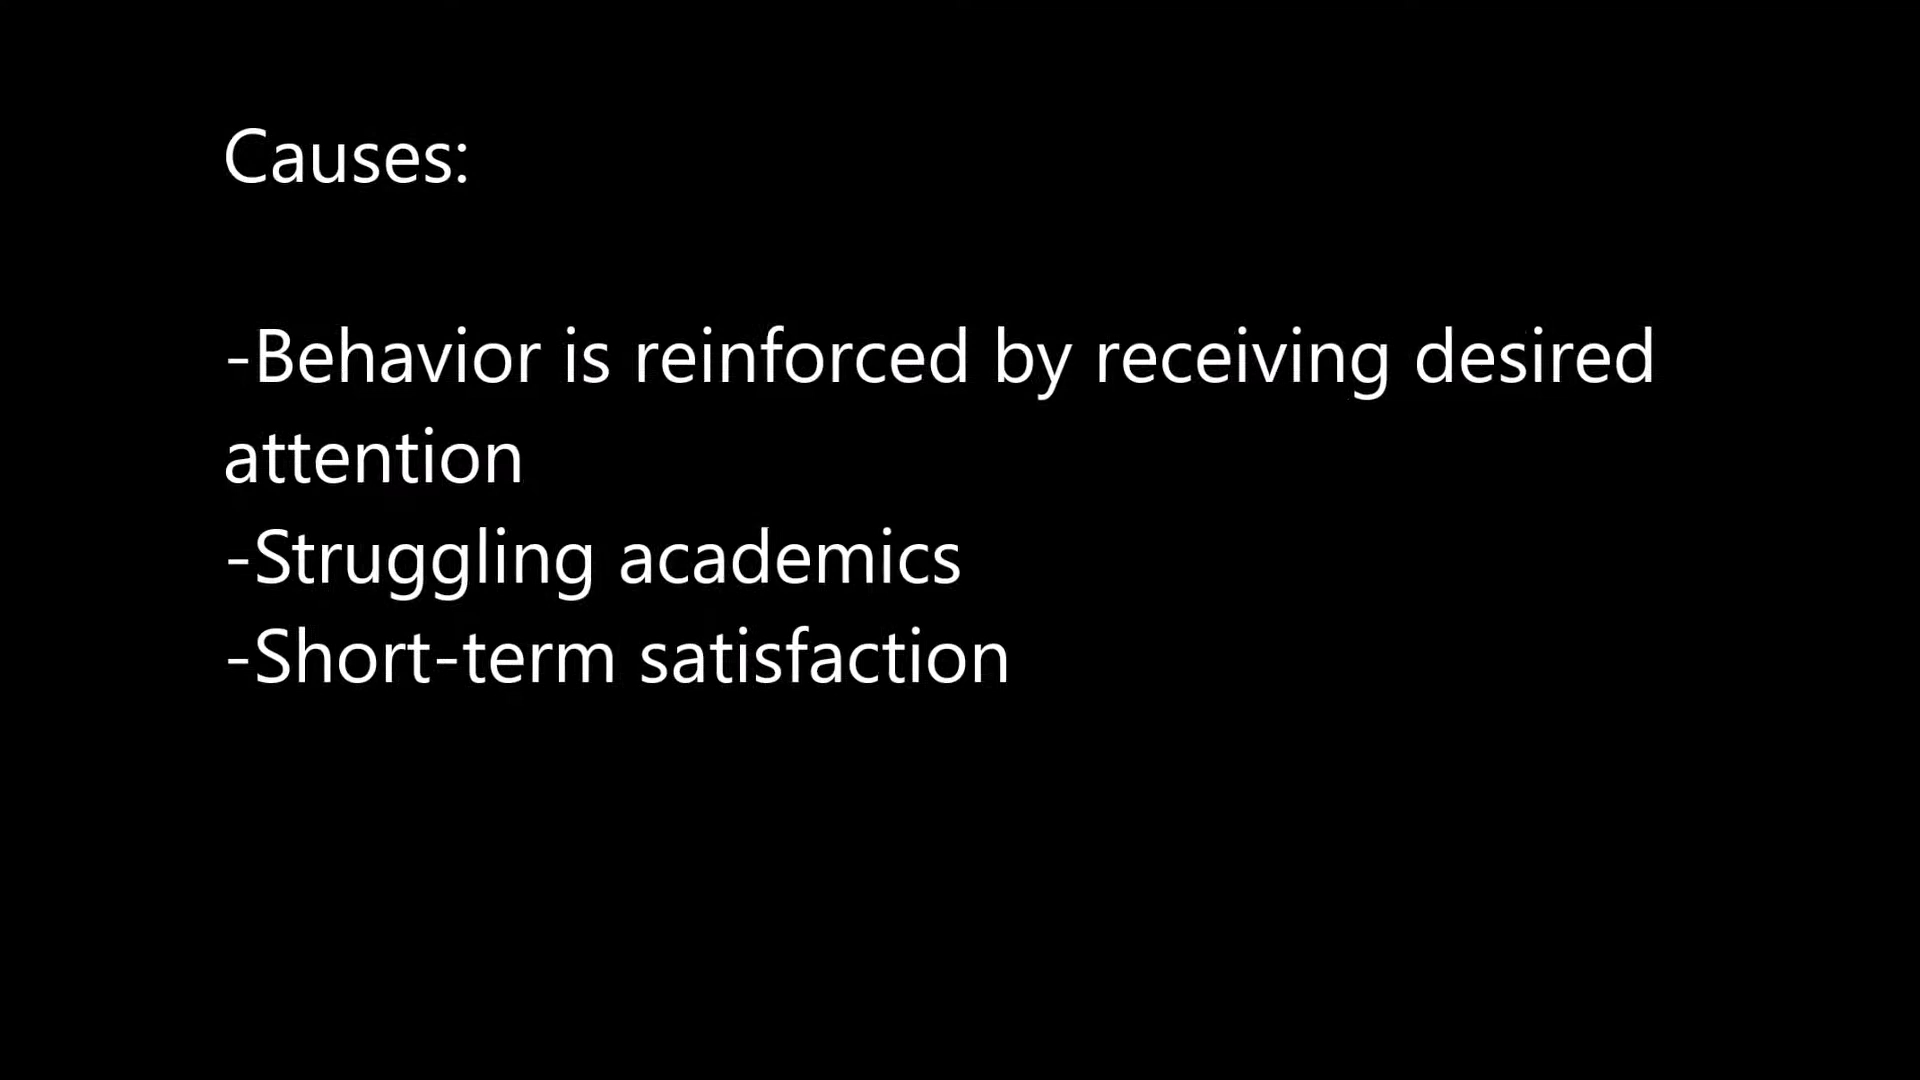 Causes:
-Behavior is reinforced by receiving desired
attention
-Struggling academics
-Short-term satisfaction